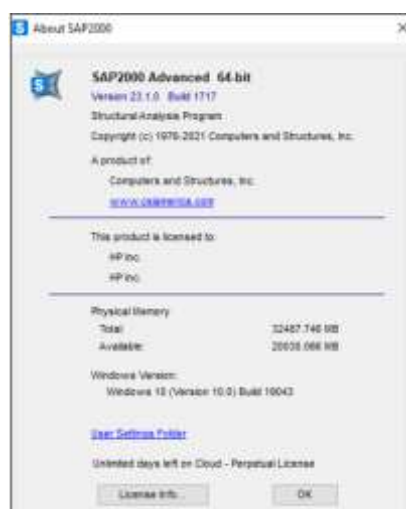 About SAP2000
SAP2000 Advanced 64-bit
Version 23.1.0 Build 1717
Structural Analysis Program
Copyright (c) 1976-2021 Computers and Structures, Inc.
A product of:
Computers and Structures, Inc.
www.csiamerica.com
This product is licensed to:
HP Inc.
HP Inc.
Physical Memory
Total: 32467.746 MB
Available: MB
Windows Version:
Windows 10 (Version 10.0) Build 19043
User Settings Folder
Unlimited days left on Cloud - Perpetual License
License Info...
OK